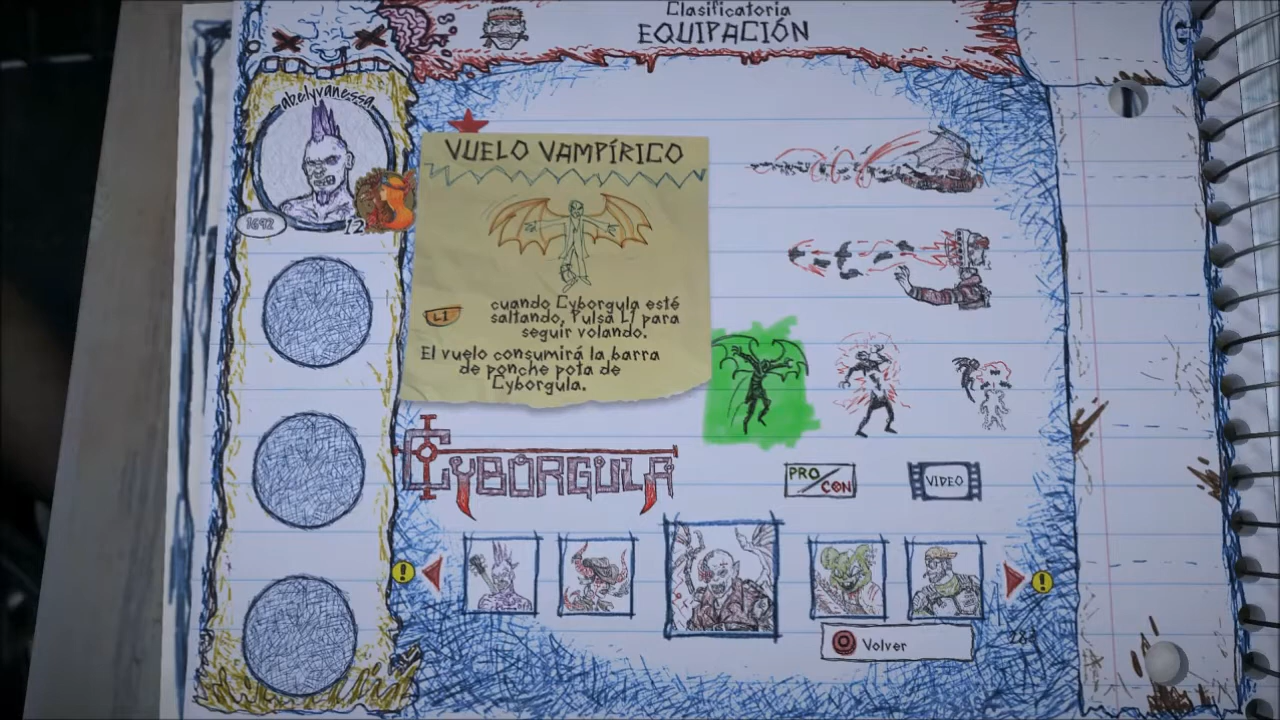 Clasificatoria
EQUIPACIÓN
abelyvanessa
1692
12
VUELO VAMPÍRICO
L1
cuando Cyborgula esté
saltando, Pulsa L1 para
seguir volando.
El vuelo consumirá la barra
de ponche pota de
Cyborgula.
CYBORGULA
PRO/CON
VIDEO
!
!
Volver